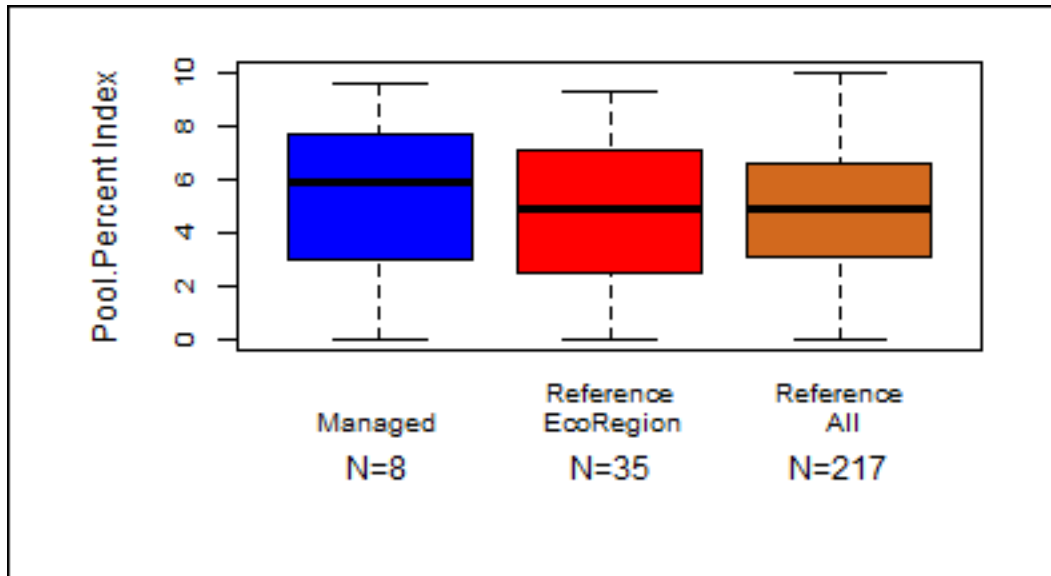 Pool.Percent Index
10
8
6
4
2
0
Managed
N=8
Reference
EcoRegion
N=35
Reference
All
N=217